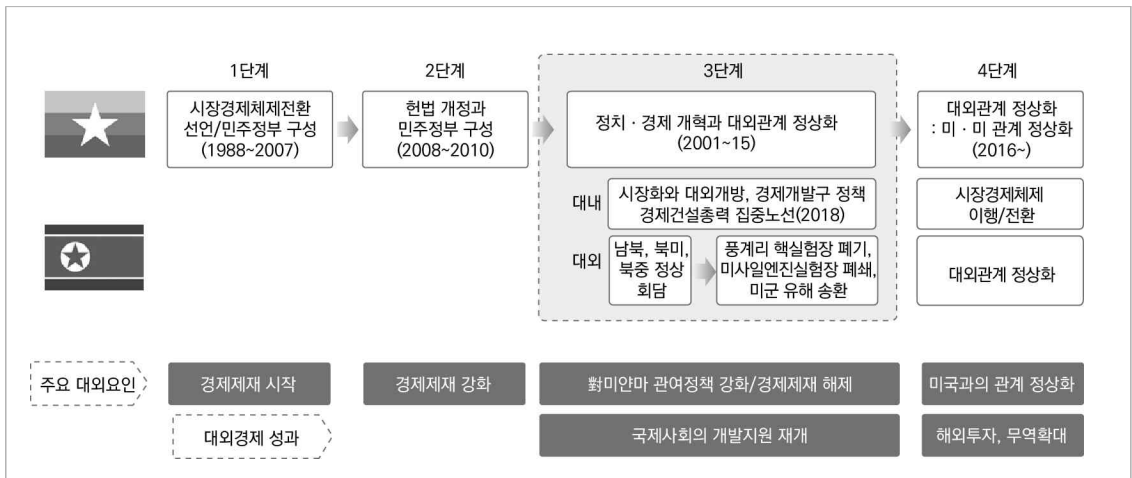 1단계
2단계
3단계
4단계
시장경제체제전환
선언/민주정부 구성
(1988~2007)
헌법 개정과
민주정부 구성
(2008~2010)
정치 · 경제 개혁과 대외관계 정상화
(2001~15)
대외관계 정상화
: 미 · 미 관계 정상화
(2016~)
대내
시장화와 대외개방, 경제개발구 정책
경제건설총력 집중노선(2018)
시장경제체제
이행/전환
대외
남북, 북미,
북중 정상
회담
풍계리 핵실험장 폐기,
미사일엔진실험장 폐쇄,
미군 유해 송환
대외관계 정상화
주요 대외요인
경제제재 시작
경제제재 강화
對미얀마 관여정책 강화/경제제재 해제
미국과의 관계 정상화
대외경제 성과
국제사회의 개발지원 재개
해외투자, 무역확대